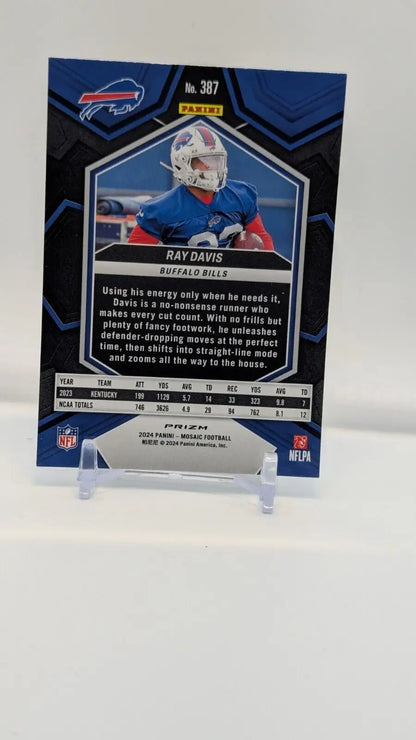 No. 387
PANINI
RAY DAVIS
BUFFALO BILLS
Using his energy only when he needs it,
Davis is a no-nonsense runner who
makes every cut count. With no frills but
plenty of fancy footwork, he unleashes
defender-dropping moves at the perfect
time, then shifts into straight-line mode
and zooms all the way to the house.
YEAR TEAM ATT YDS AVG TD REC YDS AVG TD
2023 KENTUCKY 199 1129 5.7 14 33 323 9.8 7
NCAA TOTALS 746 3626 4.9 29 94 762 8.1 12
PRIZM
2024 PANINI – MOSAIC FOOTBALL
帕尼尼 © 2024 Panini America, Inc.
NFL
NFLPA